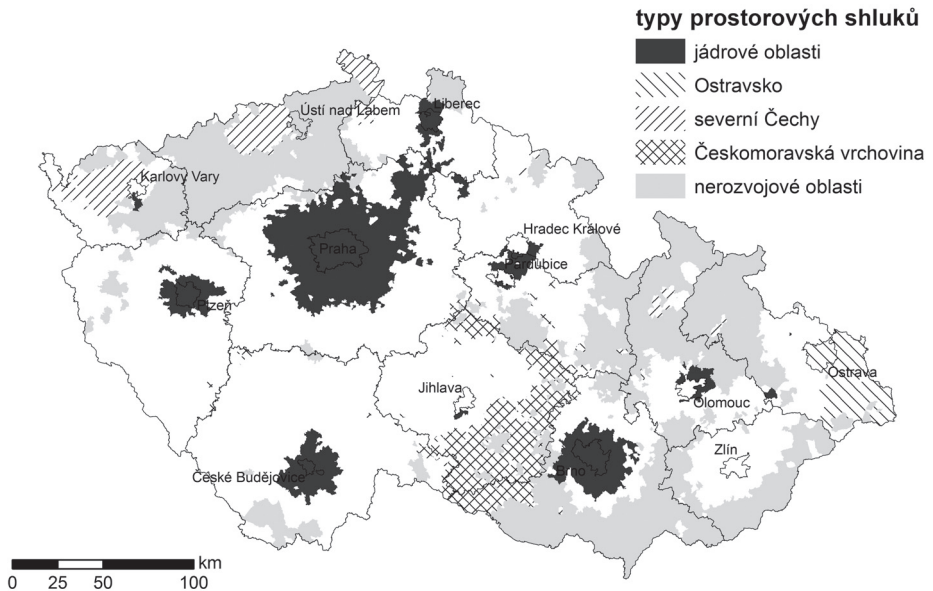 typy prostorových shluků
jádrové oblasti
Ostravsko
severní Čechy
Českomoravská vrchovina
nerozvojové oblasti
Liberec
Ústí nad Labem
Karlovy Vary
Praha
Hradec Králové
Pardubice
Plzeň
Jihlava
Ostrava
Olomouc
Zlín
Brno
České Budějovice
km
0 25 50 100